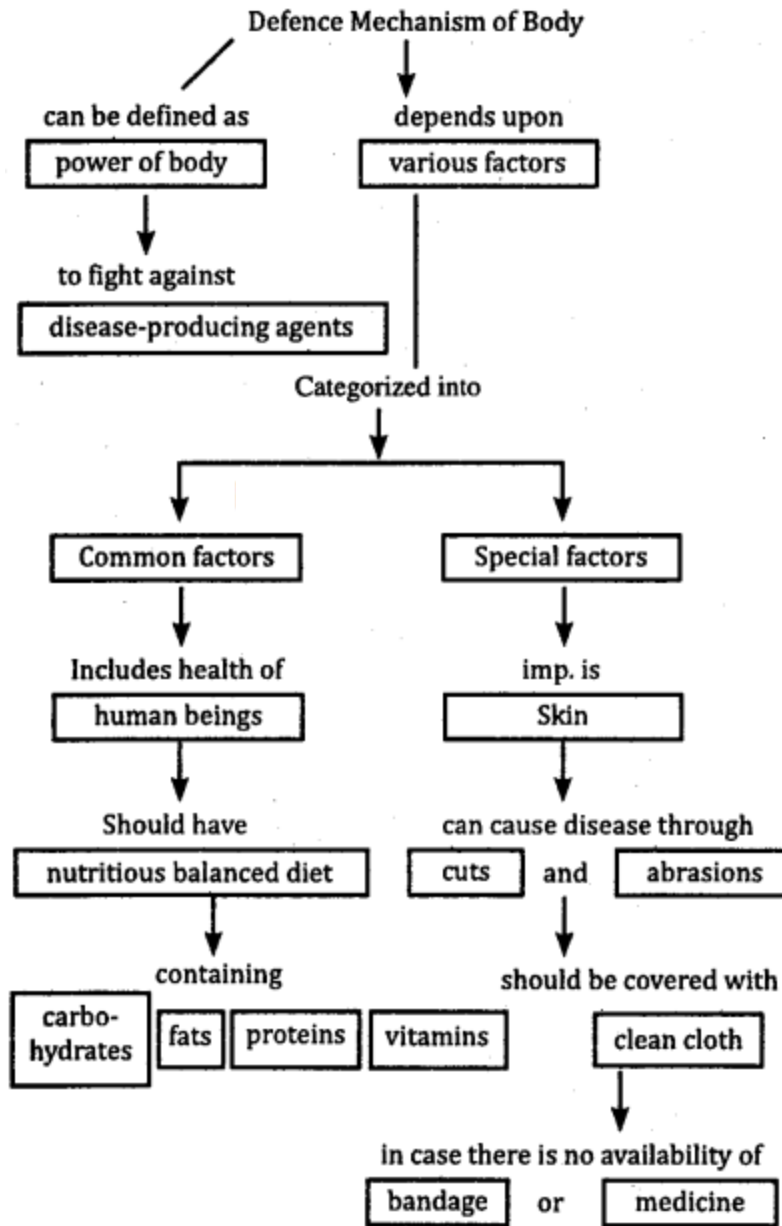 Defence Mechanism of Body
can be defined as
power of body
to fight against
disease-producing agents
depends upon
various factors
Categorized into
Common factors
Includes health of
human beings
Should have
nutritious balanced diet
containing
carbo-
hydrates
fats
proteins
vitamins
Special factors
imp. is
Skin
can cause disease through
cuts and abrasions
should be covered with
clean cloth
in case there is no availability of
bandage or medicine